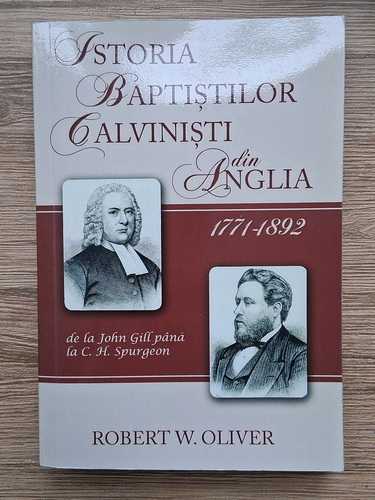 Istoria
Baptiștilor
Calviniști
din
Anglia
1771-1892
de la John Gill până
la C. H. Spurgeon
ROBERT W. OLIVER